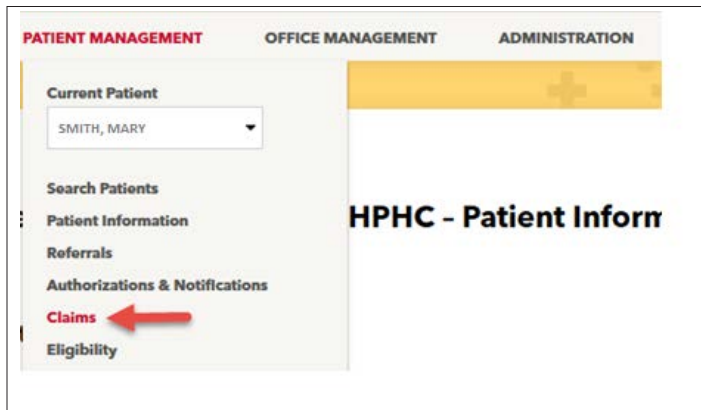 PATIENT MANAGEMENT OFFICE MANAGEMENT ADMINISTRATION
Current Patient
SMITH, MARY
Search Patients
Patient Information
HPHC - Patient Inform
Referrals
Authorizations & Notifications
Claims
Eligibility